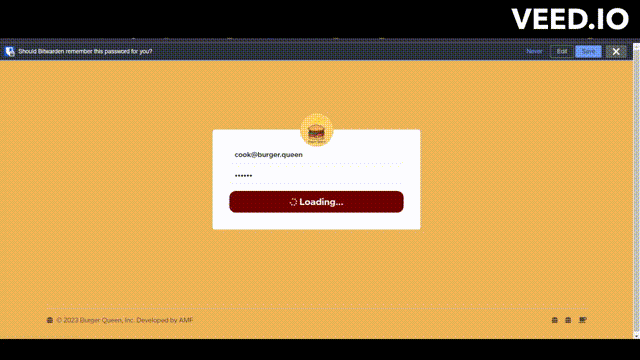 VEED.IO
Should Bitwarden remember this password for you?
Never
Edit
Save
cook@burger.queen
••••••
Loading...
© 2023 Burger Queen, Inc. Developed by AMF